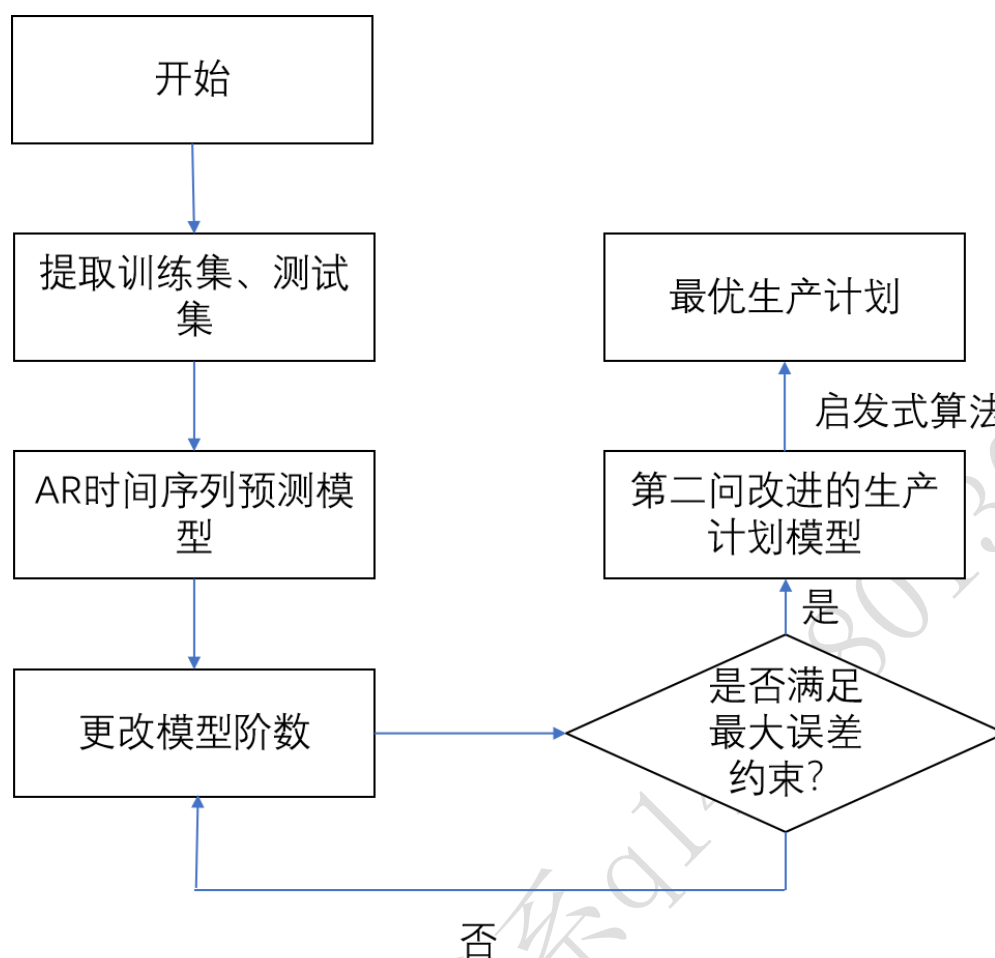 开始
提取训练集、测试
集
AR时间序列预测模
型
更改模型阶数
是否满足
最大误差
约束？
否
是
第二问改进的生产
计划模型
启发式算法
最优生产计划